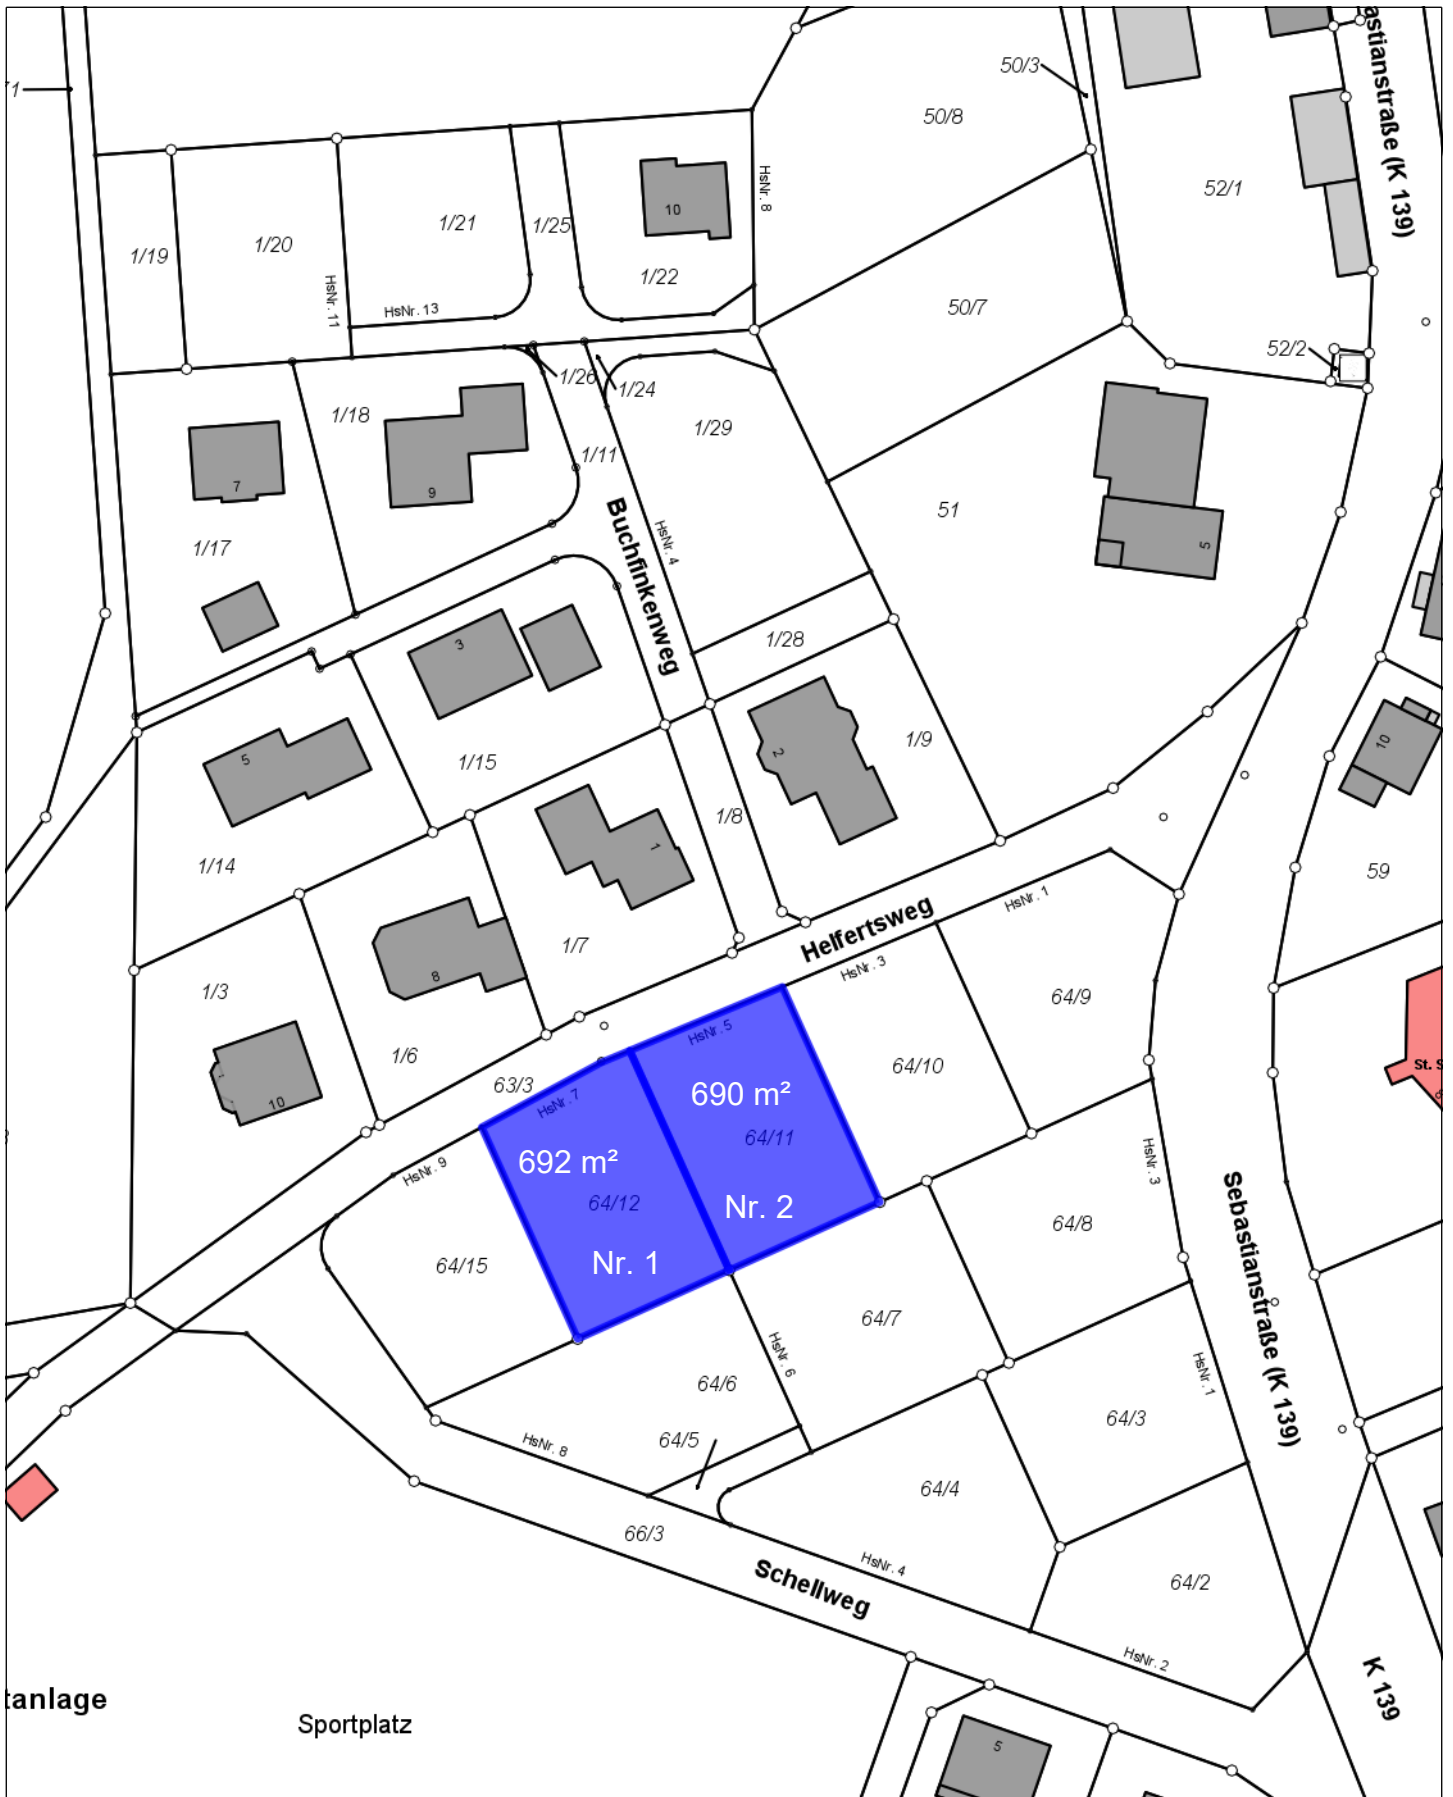 50/3
71
50/8
astianstraße (K 139)
HsNr. 8
52/1
10
1/21
1/25
1/20
1/19
1/22
HsNr. 11
HsNr. 13
50/7
52/2
1/26
1/24
1/18
1/29
1/11
7
9
51
Buchfinkenweg
HsNr. 4
5
1/17
1/28
3
1/9
2
10
5
1/15
1/8
1
1/14
59
HsNr. 1
Helfertsweg
1/7
8
HsNr. 3
1/3
64/9
HsNr. 5
1/6
64/10
63/3
St. S
690 m²
HsNr. 7
10
64/11
692 m²
HsNr. 3
HsNr. 9
64/12
Nr. 2
64/8
Sebastianstraße (K 139)
Nr. 1
64/15
64/7
HsNr. 6
HsNr. 1
64/6
64/3
64/5
HsNr. 8
64/4
66/3
HsNr. 4
Schellweg
64/2
HsNr. 2
K 139
tanlage
Sportplatz
5